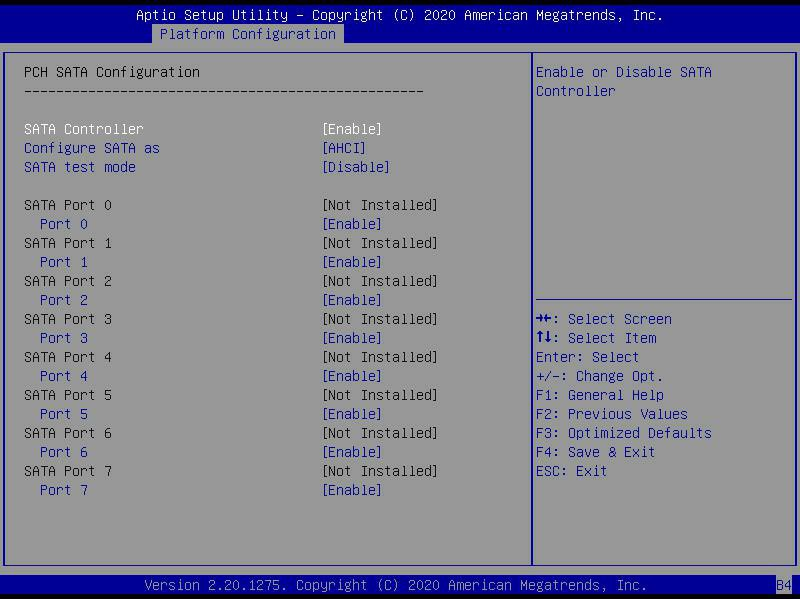 Aptio Setup Utility – Copyright (C) 2020 American Megatrends, Inc.
Platform Configuration
PCH SATA Configuration
--------------------------------------------------
SATA Controller [Enable]
Configure SATA as [AHCI]
SATA test mode [Disable]
SATA Port 0 [Not Installed]
Port 0 [Enable]
SATA Port 1 [Not Installed]
Port 1 [Enable]
SATA Port 2 [Not Installed]
Port 2 [Enable]
SATA Port 3 [Not Installed]
Port 3 [Enable]
SATA Port 4 [Not Installed]
Port 4 [Enable]
SATA Port 5 [Not Installed]
Port 5 [Enable]
SATA Port 6 [Not Installed]
Port 6 [Enable]
SATA Port 7 [Not Installed]
Port 7 [Enable]
Enable or Disable SATA
Controller
→←: Select Screen
↑↓: Select Item
Enter: Select
+/-: Change Opt.
F1: General Help
F2: Previous Values
F3: Optimized Defaults
F4: Save & Exit
ESC: Exit
Version 2.20.1275. Copyright (C) 2020 American Megatrends, Inc.
B4